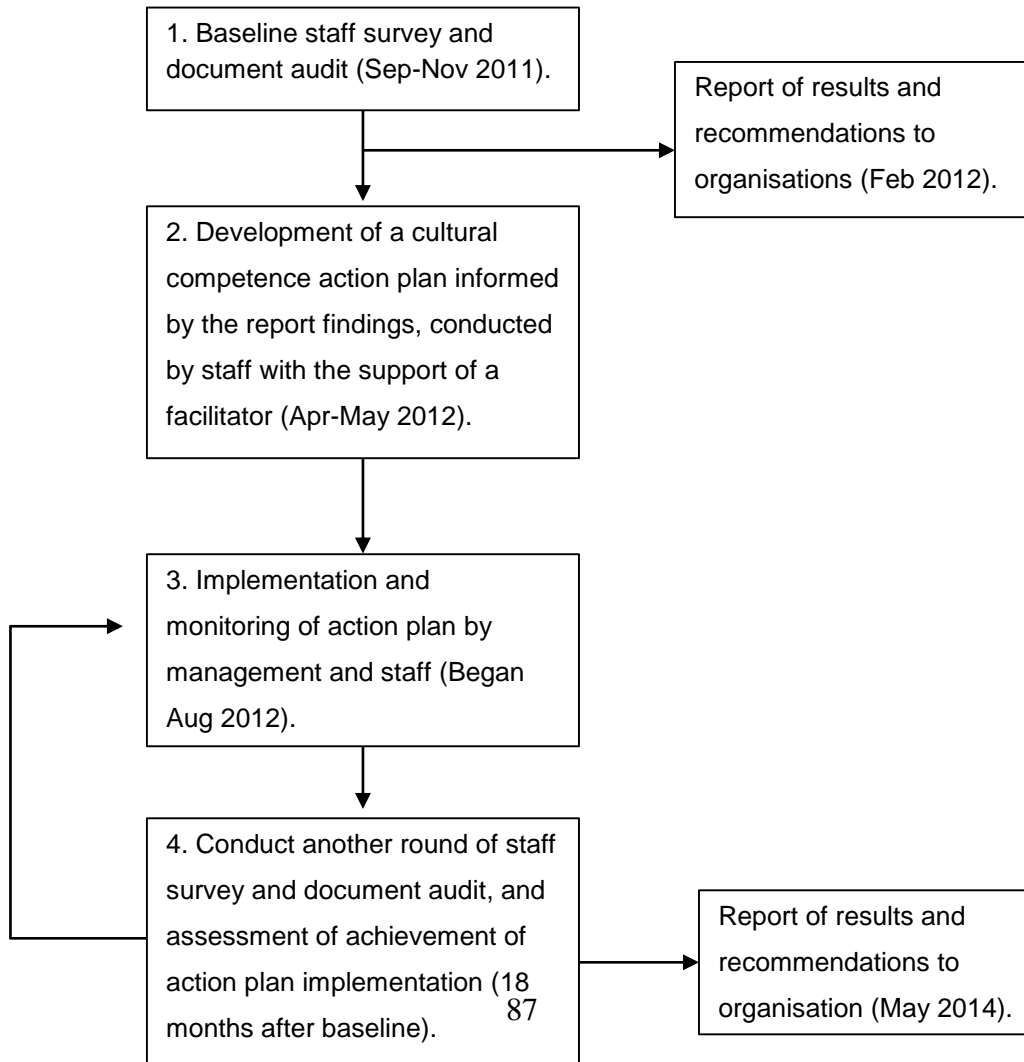 1. Baseline staff survey and
document audit (Sep-Nov 2011).
Report of results and
recommendations to
organisations (Feb 2012).
2. Development of a cultural
competence action plan informed
by the report findings, conducted
by staff with the support of a
facilitator (Apr-May 2012).
3. Implementation and
monitoring of action plan by
management and staff (Began
Aug 2012).
4. Conduct another round of staff
survey and document audit, and
assessment of achievement of
action plan implementation (18
months after baseline).
Report of results and
recommendations to
organisation (May 2014).
87